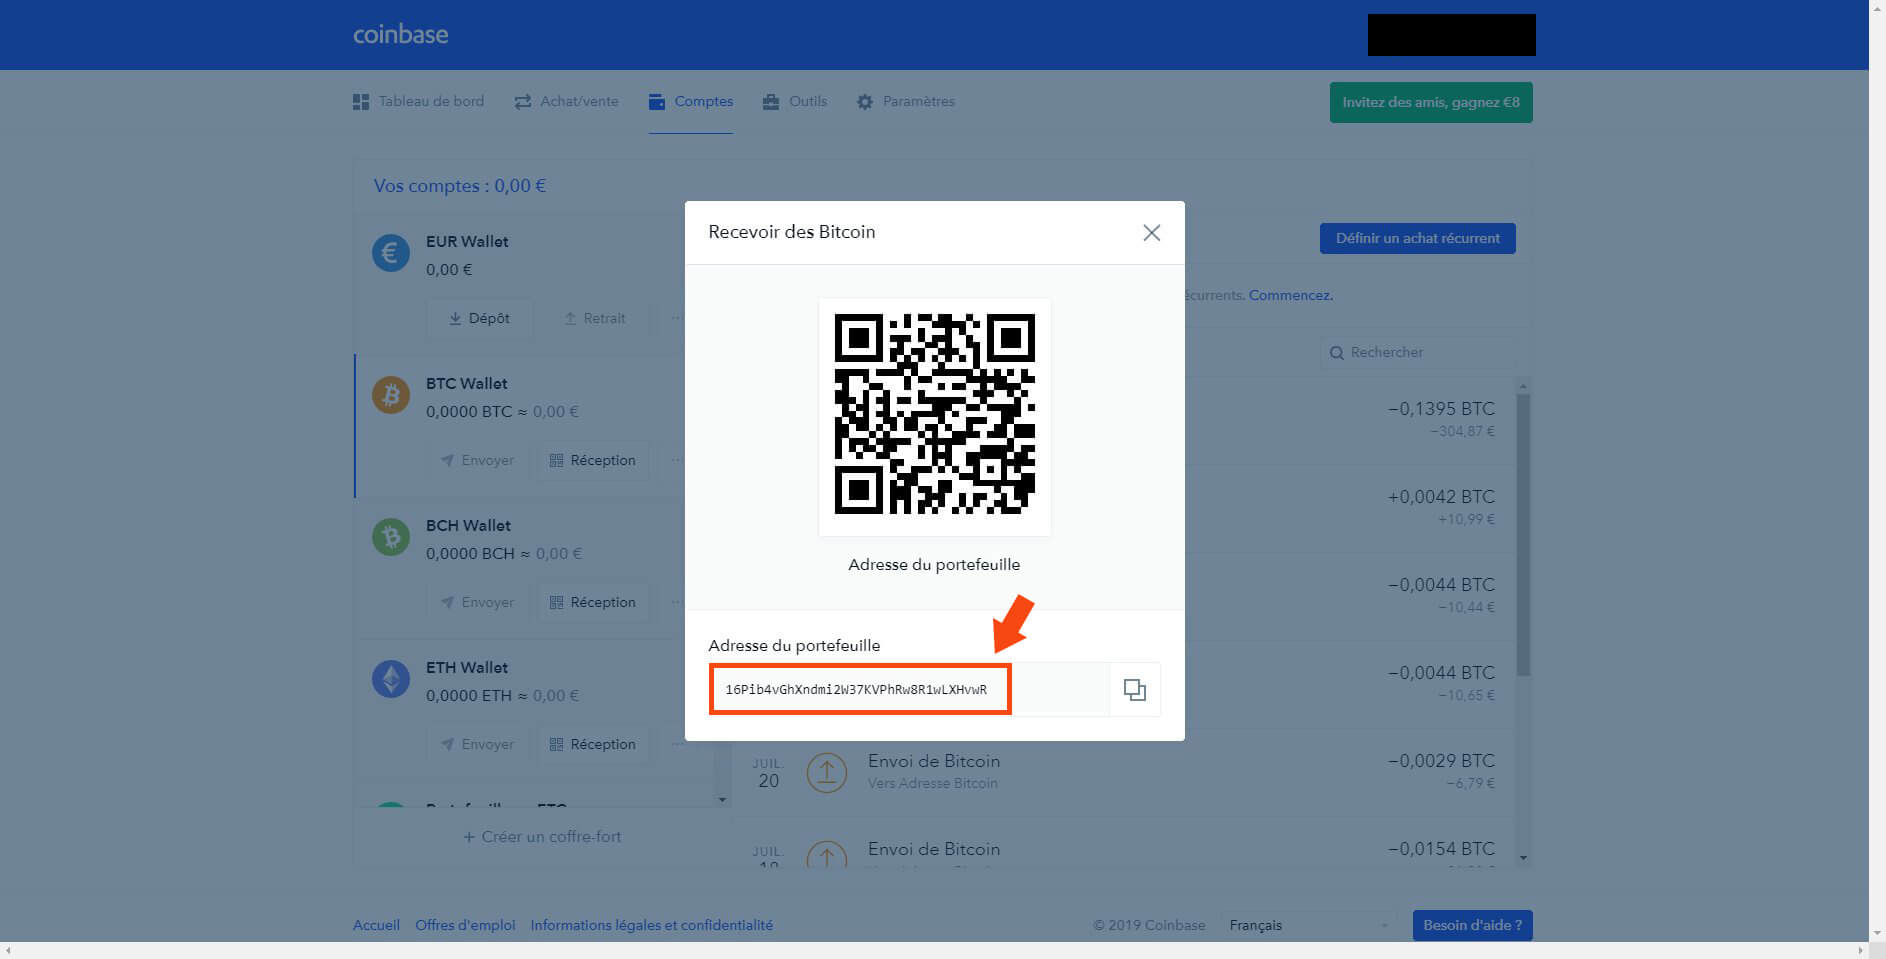 coinbase
Tableau de bord
Achat/vente
Comptes
Outils
Paramètres
Invitez des amis, gagnez €8
Vos comptes : 0,00 €
EUR Wallet
0,00 €
Dépôt
Retrait
BTC Wallet
0,0000 BTC ≈ 0,00 €
Envoyer
Réception
BCH Wallet
0,0000 BCH ≈ 0,00 €
Envoyer
Réception
ETH Wallet
0,0000 ETH ≈ 0,00 €
Envoyer
Réception
+ Créer un coffre-fort
Recevoir des Bitcoin
Adresse du portefeuille
Adresse du portefeuille
16Pib4vGhXndmi2W37KVPhRw8R1wLXHvwR
Définir un achat récurrent
Commencez.
Rechercher
−0,1395 BTC
−304,87 €
+0,0042 BTC
+10,99 €
−0,0044 BTC
−10,44 €
−0,0044 BTC
−10,65 €
JUIL.
20
Envoi de Bitcoin
Vers Adresse Bitcoin
−0,0029 BTC
−6,79 €
JUIL.
Envoi de Bitcoin
−0,0154 BTC
Accueil
Offres d'emploi
Informations légales et confidentialité
© 2019 Coinbase
Français
Besoin d'aide ?